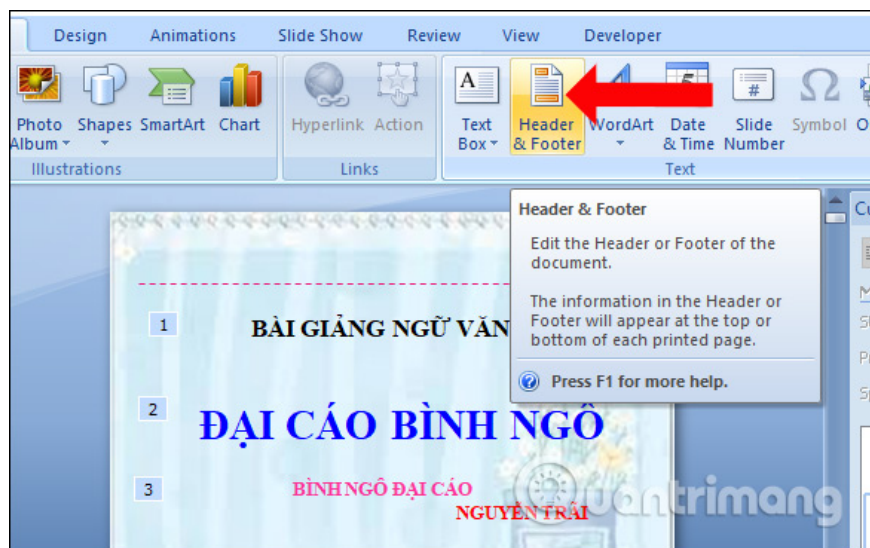 Design Animations Slide Show Review View Developer
Photo Album Shapes SmartArt Chart Hyperlink Action Text Box Header & Footer WordArt Date & Time Slide Number Symbol
Illustrations Links Text
Header & Footer
Edit the Header or Footer of the
document.
The information in the Header or
Footer will appear at the top or
bottom of each printed page.
Press F1 for more help.
1
BÀI GIẢNG NGỮ VĂN
2
ĐẠI CÁO BÌNH NGÔ
3
BÌNH NGÔ ĐẠI CÁO
NGUYỄN TRÃI
Quantrimang